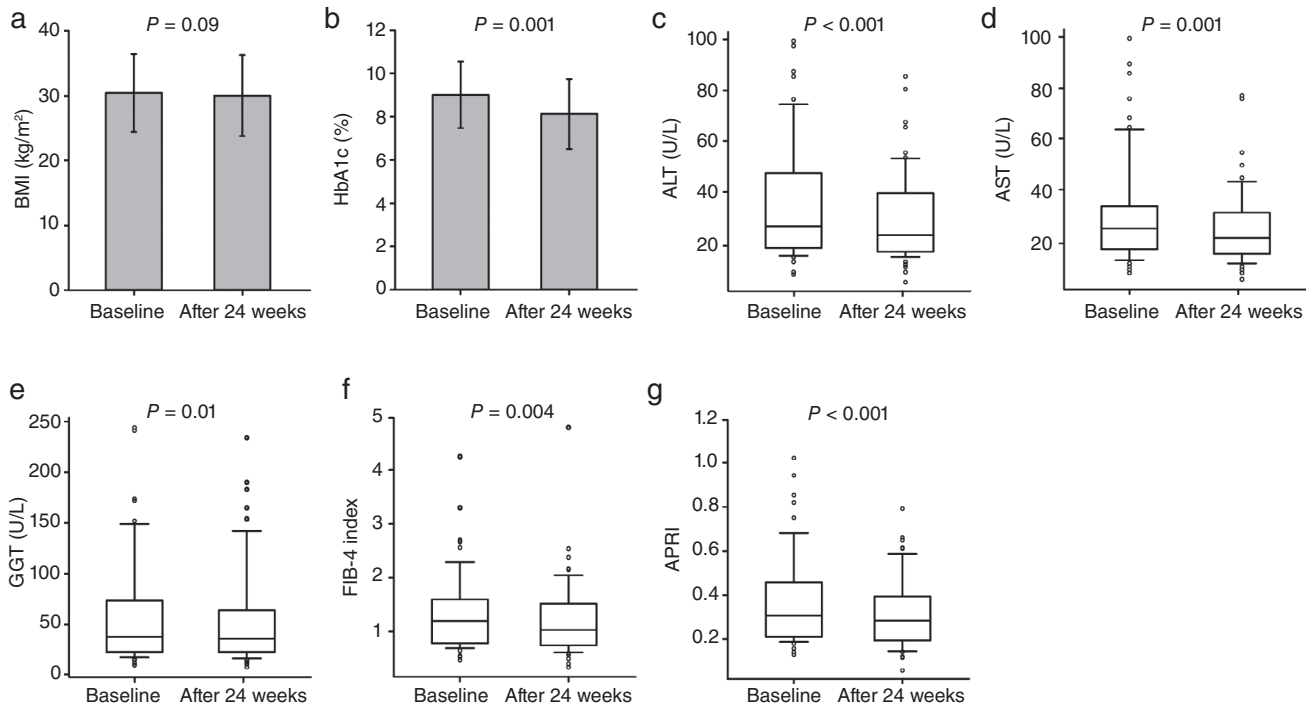 a
P = 0.09
40
30
20
10
0
BMI (kg/m²)
Baseline After 24 weeks
b
P = 0.001
12
10
8
6
4
2
0
HbA1c (%)
Baseline After 24 weeks
c
P < 0.001
100
80
60
40
20
ALT (U/L)
Baseline After 24 weeks
d
P = 0.001
100
80
60
40
20
AST (U/L)
Baseline After 24 weeks
e
P = 0.01
250
200
150
100
50
0
GGT (U/L)
Baseline After 24 weeks
f
P = 0.004
5
4
3
2
1
FIB-4 index
Baseline After 24 weeks
g
P < 0.001
1.2
1.0
0.8
0.6
0.4
0.2
APRI
Baseline After 24 weeks